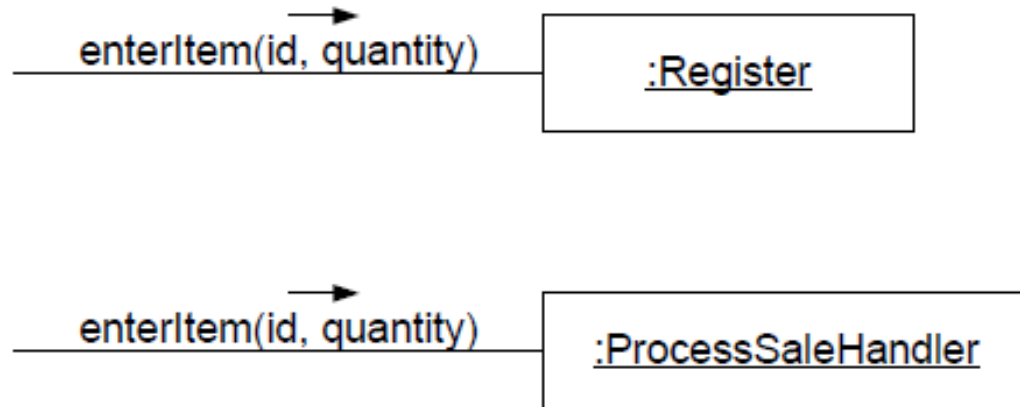 enterItem(id, quantity)
:Register
enterItem(id, quantity)
:ProcessSaleHandler